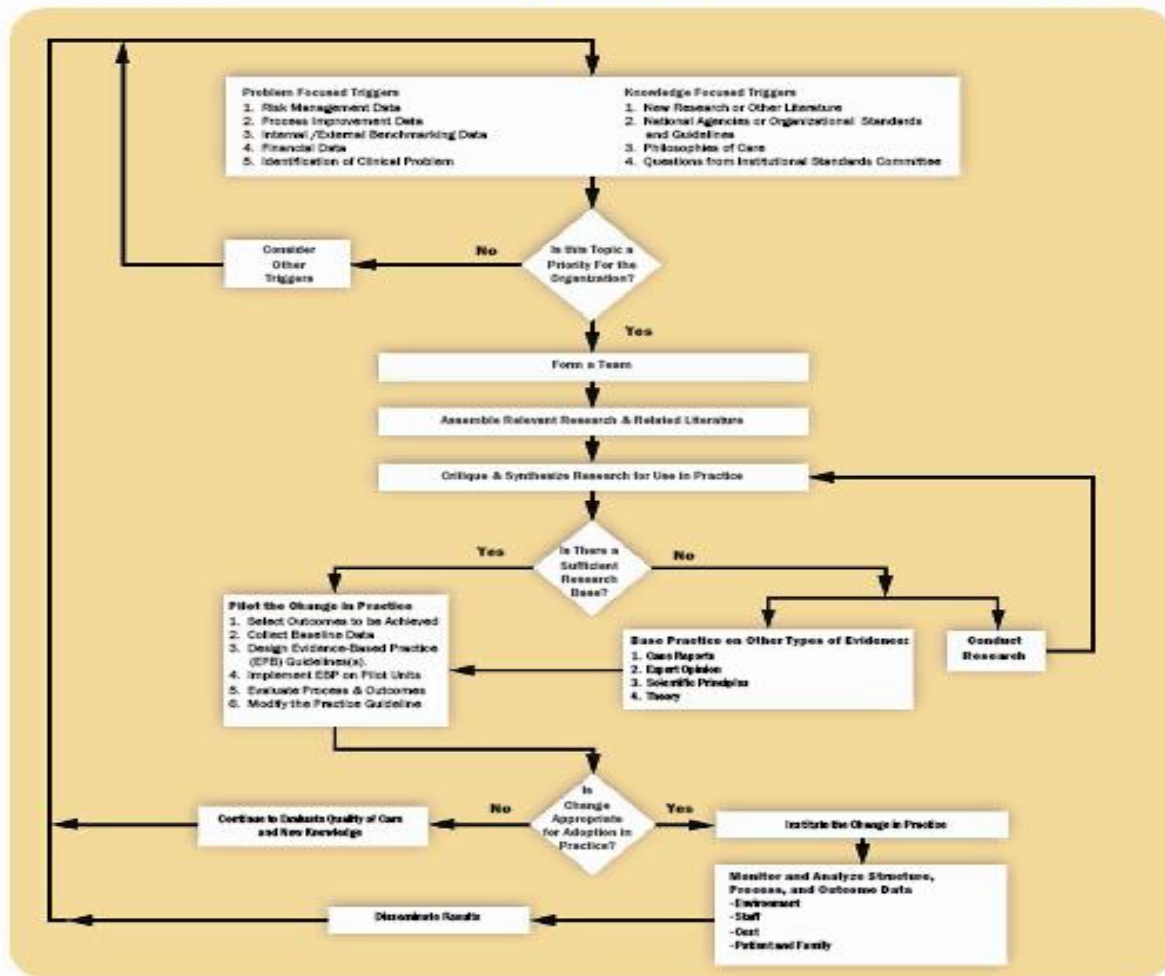 Problem Focused Triggers
1. Risk Management Data
2. Process Improvement Data
3. Internal /External Benchmarking Data
4. Financial Data
5. Identification of Clinical Problem
Knowledge Focused Triggers
1. New Research or Other Literature
2. National Agencies or Organizational Standards
and Guidelines
3. Philosophies of Care
4. Questions from Institutional Standards Committee
Consider
Other
Triggers
No
Is this Topic a
Priority For the
Organization?
Yes
Form a Team
Assemble Relevant Research & Related Literature
Critique & Synthesize Research for Use in Practice
Yes
Is There a
Sufficient
Research
Base?
No
Pilot the Change in Practice
1. Select Outcomes to be Achieved
2. Collect Baseline Data
3. Design Evidence-Based Practice
(EPB) Guidelines(s).
4. Implement EBP on Pilot Units
5. Evaluate Process & Outcomes
6. Modify the Practice Guideline
Base Practice on Other Types of Evidence:
1. Case Reports
2. Expert Opinion
3. Scientific Principles
4. Theory
Conduct
Research
Continue to Evaluate Quality of Care
and New Knowledge
No
Is
Change
Appropriate
for Adoption in
Practice?
Yes
Institute the Change in Practice
Monitor and Analyze Structure,
Process, and Outcome Data
-Environment
-Staff
-Cost
-Patient and Family
Disseminate Results